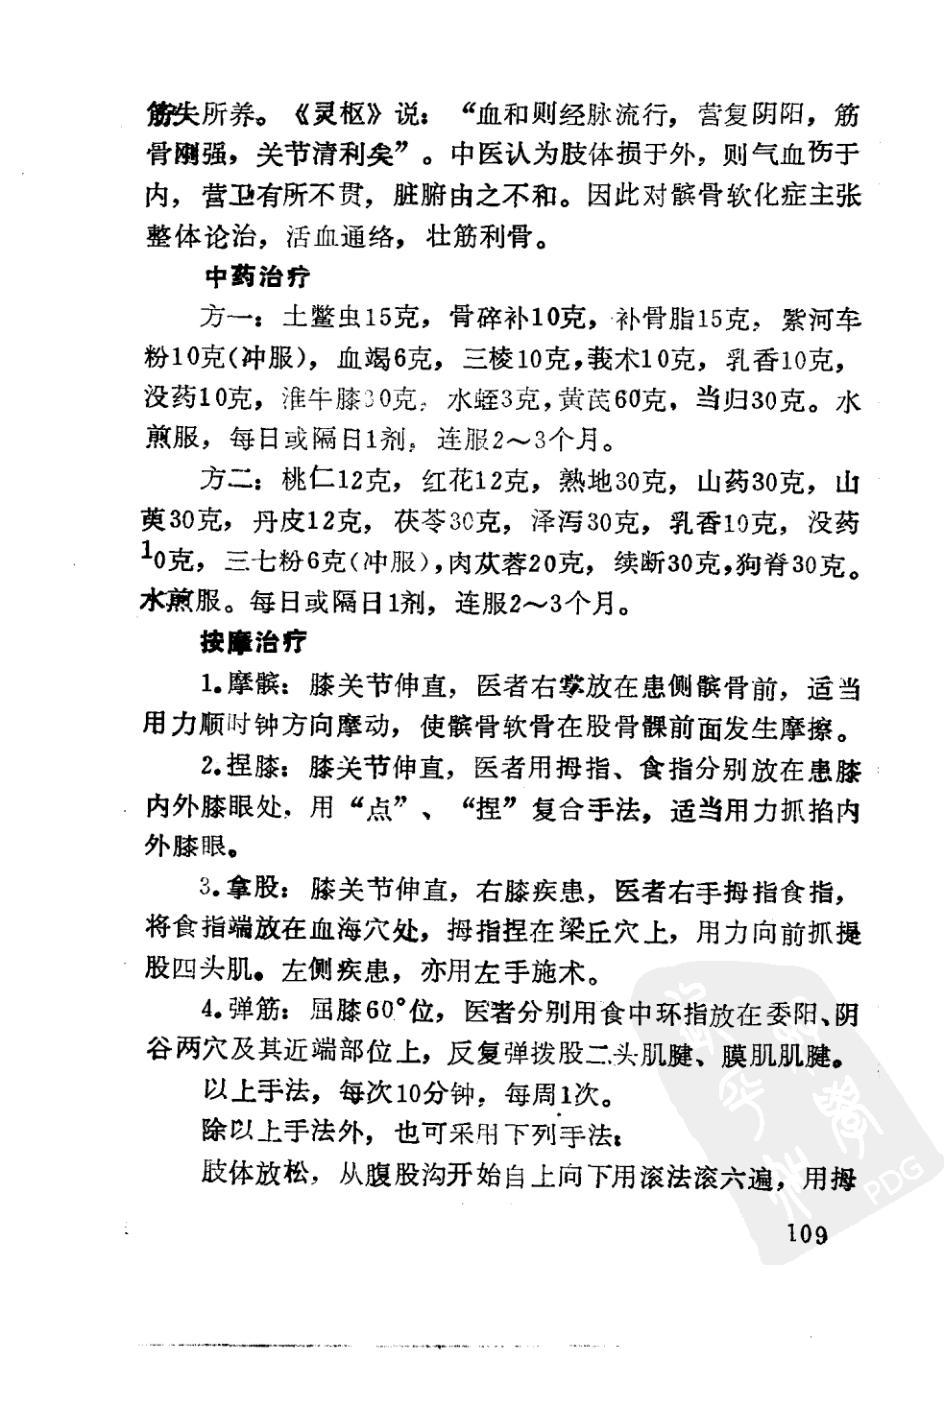 筋失所养。《灵枢》说：“血和则经脉流行，营复阴阳，筋
骨刚强，关节清利矣”。中医认为肢体损于外，则气血伤于
内，营卫有所不贯，脏腑由之不和。因此对髌骨软化症主张
整体论治，活血通络，壮筋利骨。
中药治疗
方一：土鳖虫15克，骨碎补10克，补骨脂15克，紫河车
粉10克(冲服)，血竭6克，三棱10克，莪术10克，乳香10克，
没药10克，淮牛膝30克，水蛭3克，黄芪60克，当归30克。水
煎服，每日或隔日1剂，连服2～3个月。
方二：桃仁12克，红花12克，熟地30克，山药30克，山
萸30克，丹皮12克，茯苓30克，泽泻30克，乳香10克，没药
10克，三七粉6克(冲服)，肉苁蓉20克，续断30克，狗脊30克。
水煎服。每日或隔日1剂，连服2～3个月。
按摩治疗
1.摩髌：膝关节伸直，医者右掌放在患侧髌骨前，适当
用力顺时钟方向摩动，使髌骨软骨在股骨髁前面发生摩擦。
2.捏膝：膝关节伸直，医者用拇指、食指分别放在患膝
内外膝眼处，用“点”、“捏”复合手法，适当用力抓掐内
外膝眼。
3.拿股：膝关节伸直，右膝疾患，医者右手拇指食指，
将食指端放在血海穴处，拇指捏在梁丘穴上，用力向前抓提
股四头肌。左侧疾患，亦用左手施术。
4.弹筋：屈膝60°位，医者分别用食中环指放在委阳、阴
谷两穴及其近端部位上，反复弹拨股二头肌腱、膜肌肌腱。
以上手法，每次10分钟，每周1次。
除以上手法外，也可采用下列手法：
肢体放松，从腹股沟开始自上向下用滚法滚六遍，用拇
PDG
109